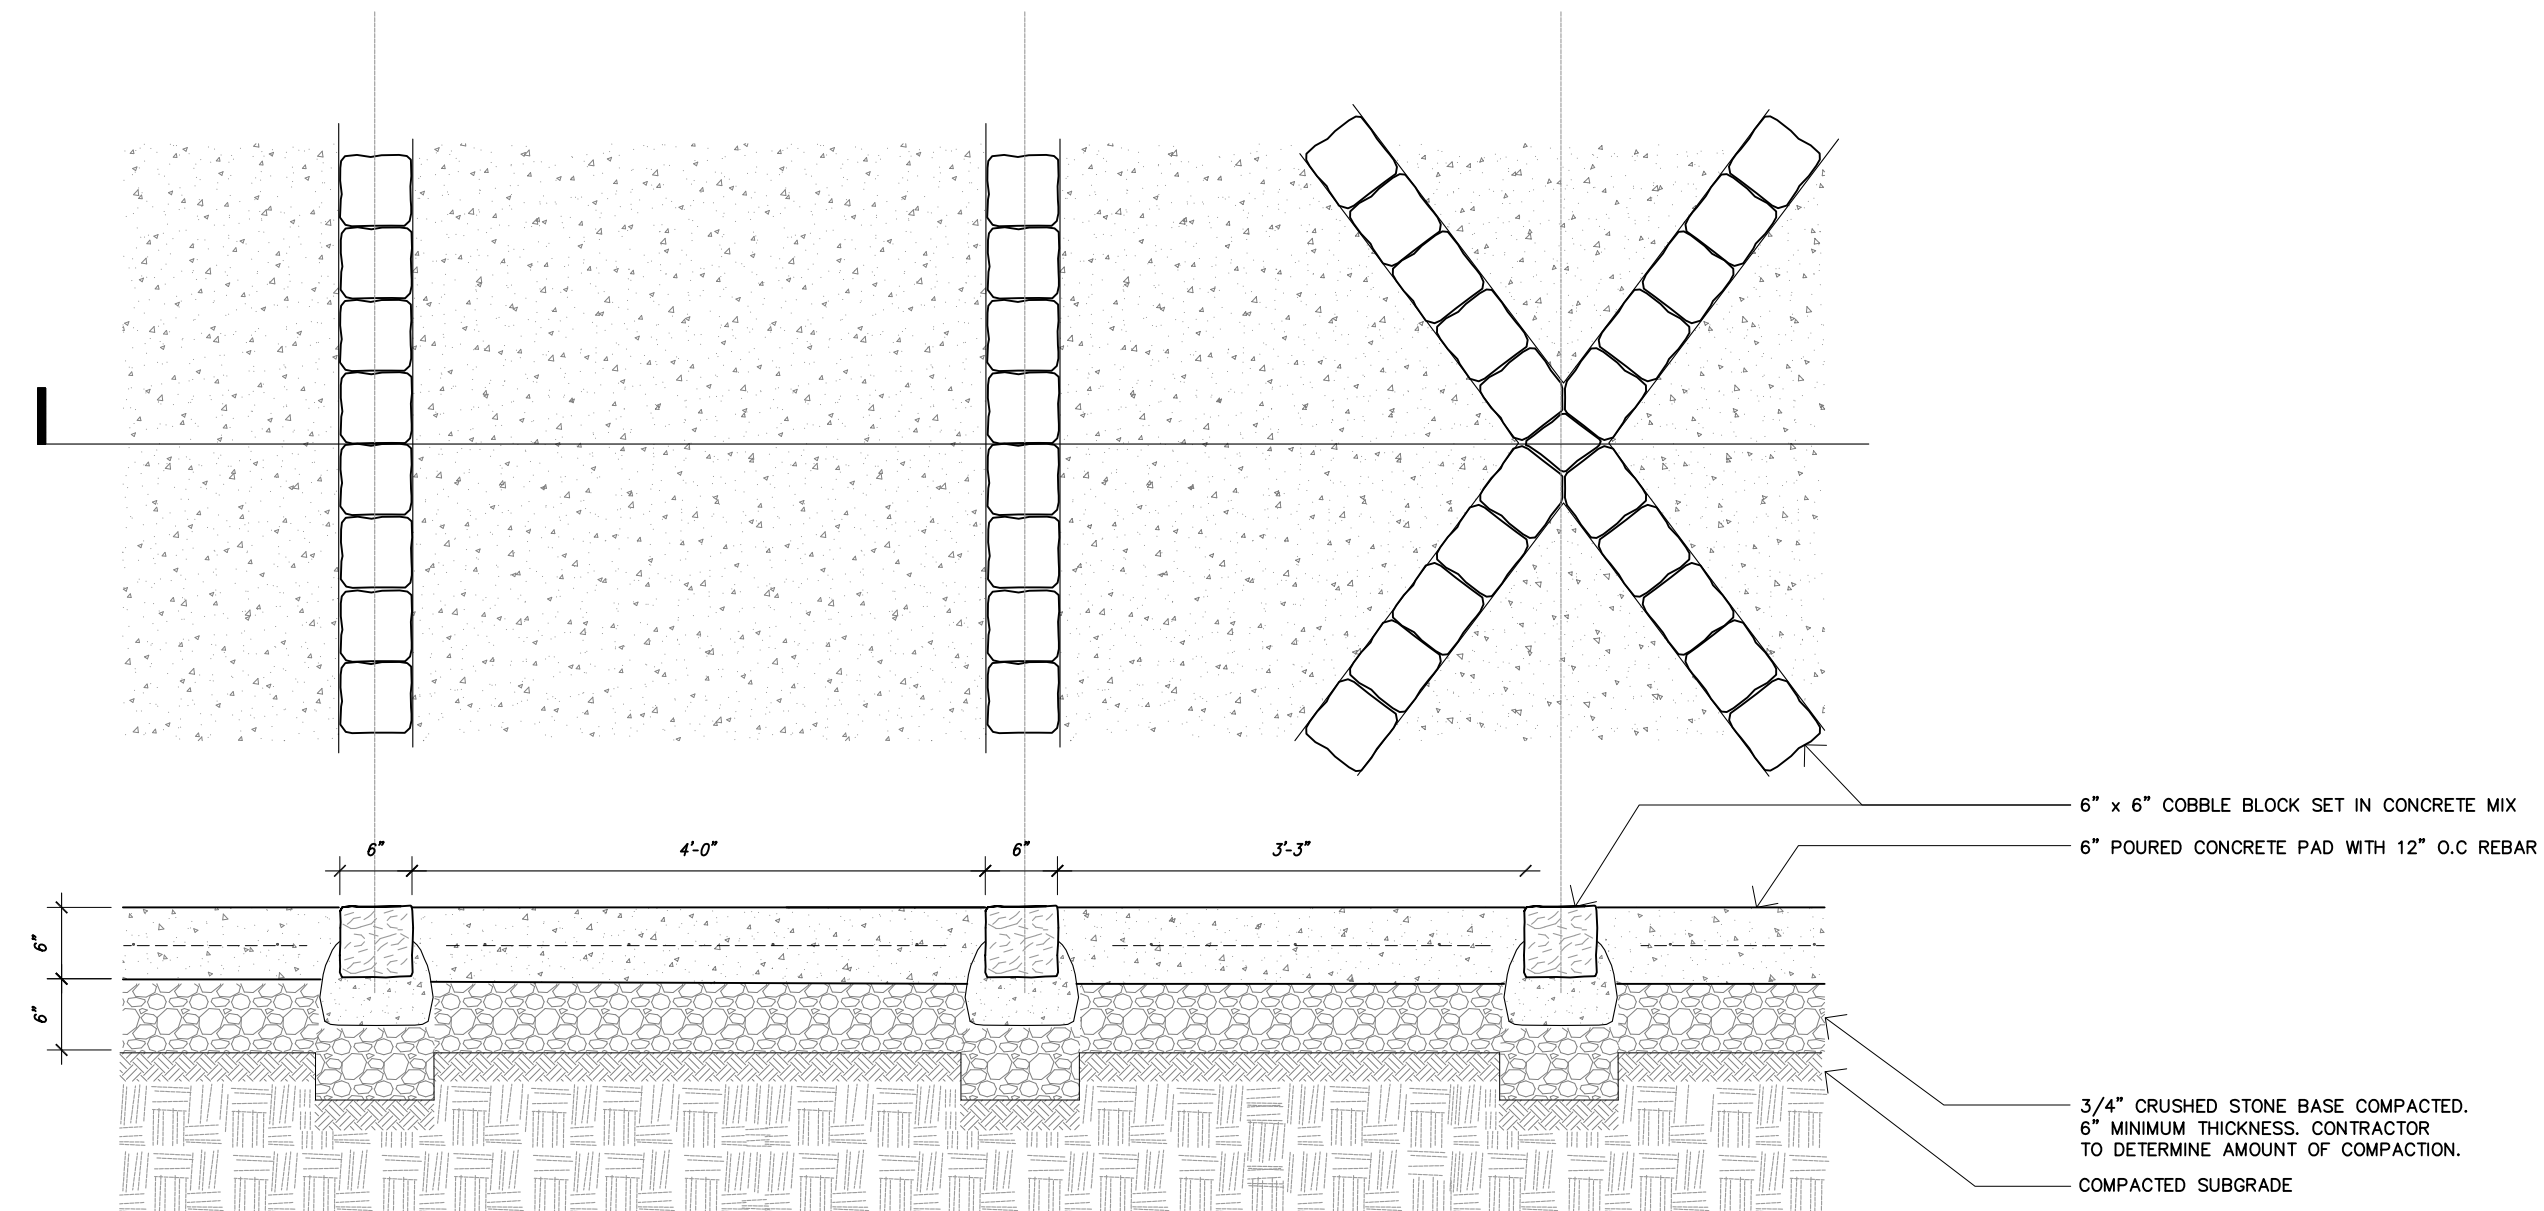 6" x 6" COBBLE BLOCK SET IN CONCRETE MIX
6" POURED CONCRETE PAD WITH 12" O.C REBAR
6"
4'-0"
6"
3'-3"
6"
6"
3/4" CRUSHED STONE BASE COMPACTED.
6" MINIMUM THICKNESS. CONTRACTOR
TO DETERMINE AMOUNT OF COMPACTION.
COMPACTED SUBGRADE